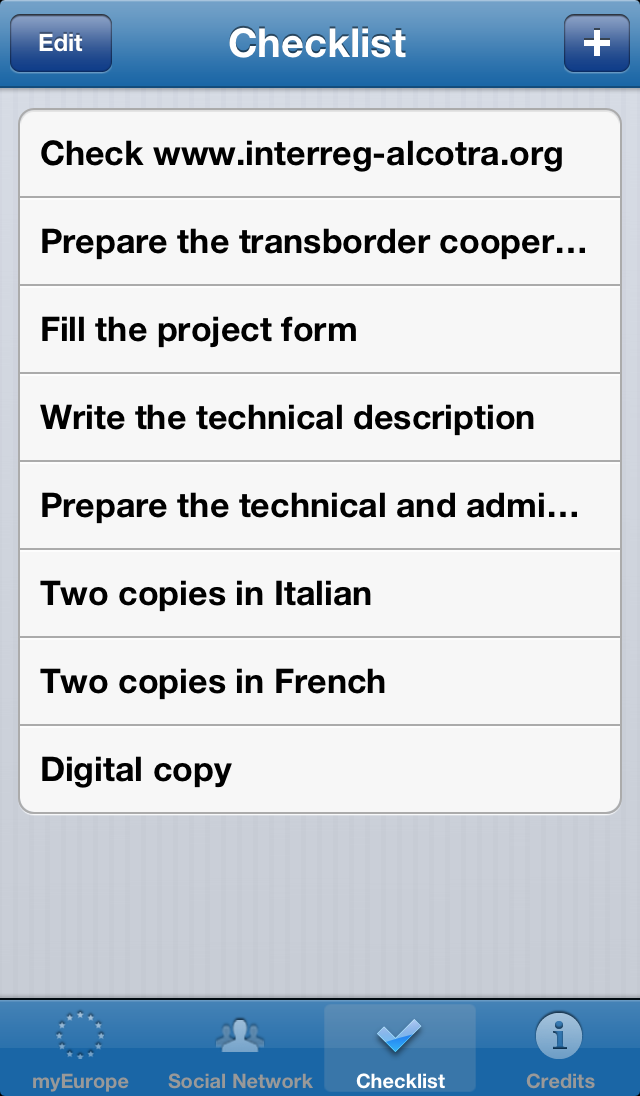 Edit
Checklist
Check www.interreg-alcotra.org
Prepare the transborder cooper...
Fill the project form
Write the technical description
Prepare the technical and admi...
Two copies in Italian
Two copies in French
Digital copy
myEurope
Social Network
Checklist
Credits